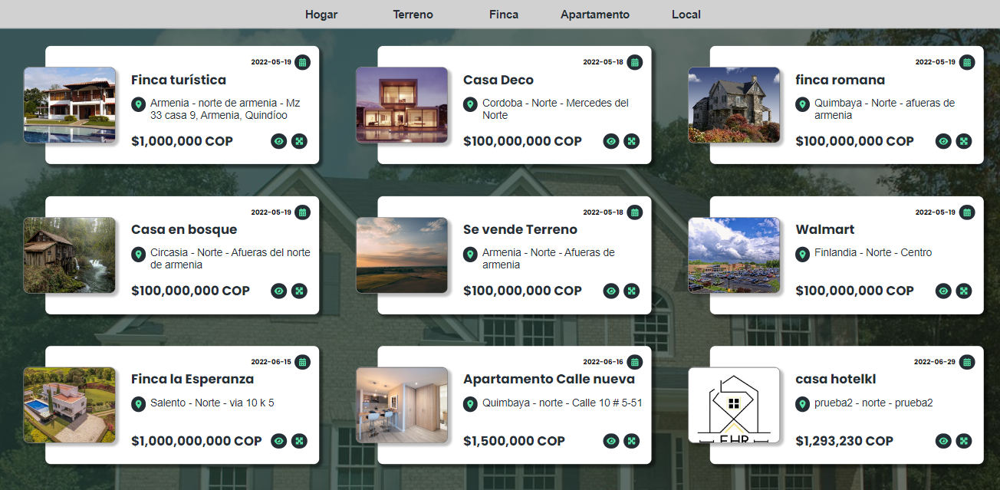 Hogar Terreno Finca Apartamento Local
2022-05-19
Finca turística
Armenia - norte de armenia - Mz
33 casa 9, Armenia, Quindíoo
$1,000,000 COP
2022-05-18
Casa Deco
Cordoba - Norte - Mercedes del
Norte
$100,000,000 COP
2022-05-19
finca romana
Quimbaya - Norte - afueras de
armenia
$100,000,000 COP
2022-05-19
Casa en bosque
Circasia - Norte - Afueras del norte
de armenia
$100,000,000 COP
2022-05-18
Se vende Terreno
Armenia - Norte - Afueras de
armenia
$100,000,000 COP
2022-05-19
Walmart
Finlandia - Norte - Centro
$100,000,000 COP
2022-06-15
Finca la Esperanza
Salento - Norte - via 10 k 5
$1,000,000,000 COP
2022-06-16
Apartamento Calle nueva
Quimbaya - norte - Calle 10 # 5-51
$1,500,000 COP
2022-06-29
casa hotelkl
prueba2 - norte - prueba2
$1,293,230 COP